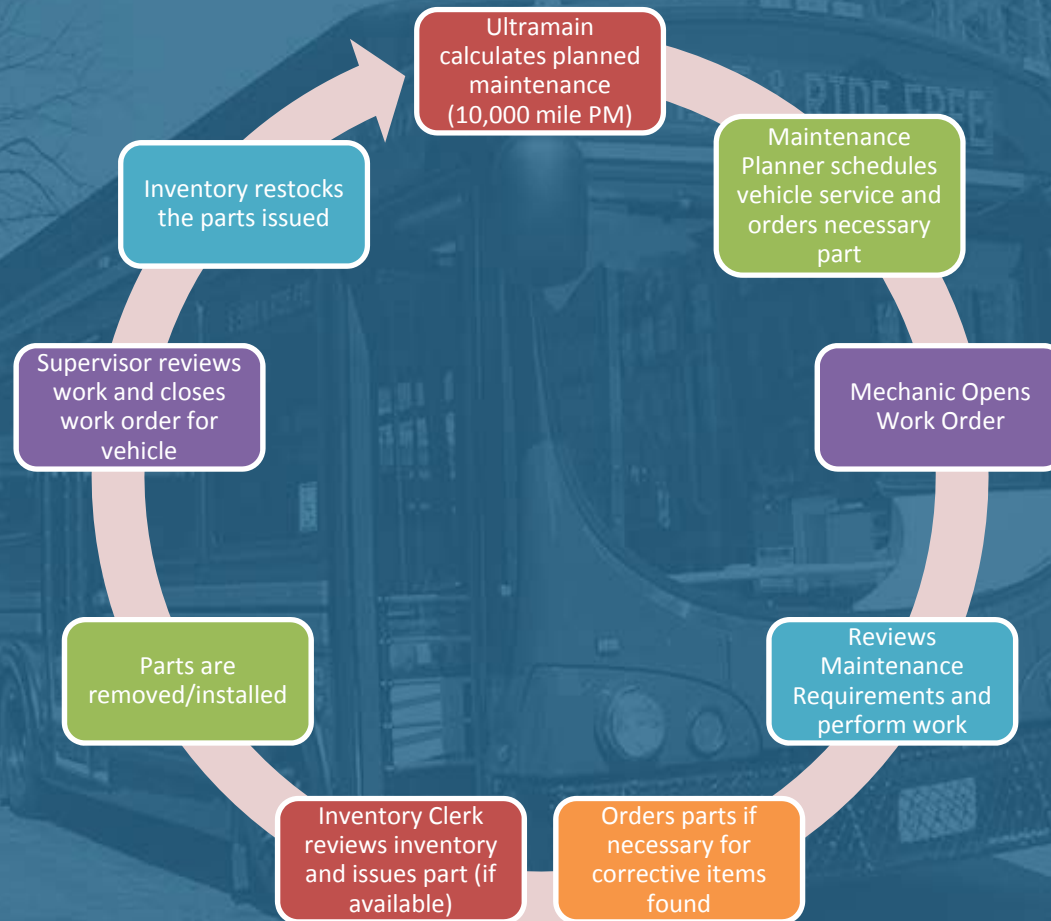 Ultramain
calculates planned
maintenance
(10,000 mile PM)
RIDE FREE
Maintenance
Planner schedules
vehicle service and
orders necessary
part
Mechanic Opens
Work Order
Reviews
Maintenance
Requirements and
perform work
Orders parts if
necessary for
corrective items
found
Inventory Clerk
reviews inventory
and issues part (if
available)
Parts are
removed/installed
Supervisor reviews
work and closes
work order for
vehicle
Inventory restocks
the parts issued